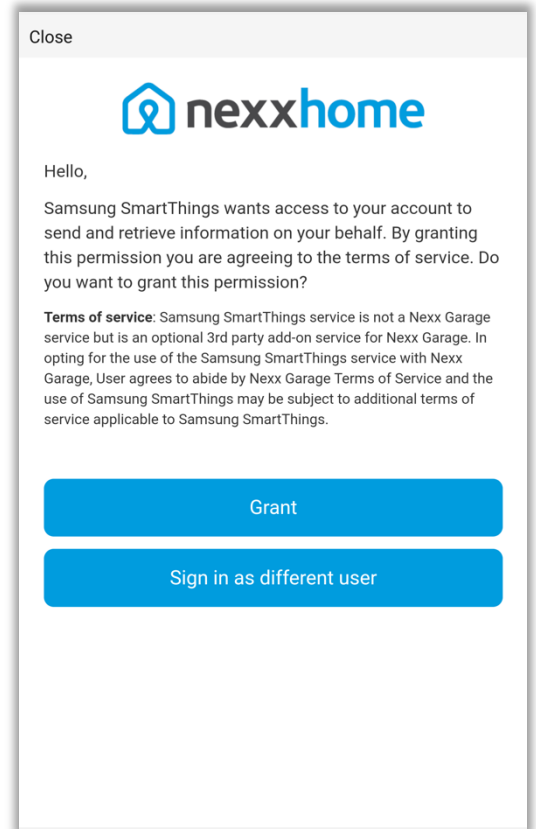 Close
nexxhome
Hello,
Samsung SmartThings wants access to your account to
send and retrieve information on your behalf. By granting
this permission you are agreeing to the terms of service. Do
you want to grant this permission?
Terms of service: Samsung SmartThings service is not a Nexx Garage
service but is an optional 3rd party add-on service for Nexx Garage. In
opting for the use of the Samsung SmartThings service with Nexx
Garage, User agrees to abide by Nexx Garage Terms of Service and the
use of Samsung SmartThings may be subject to additional terms of
service applicable to Samsung SmartThings.
Grant
Sign in as different user